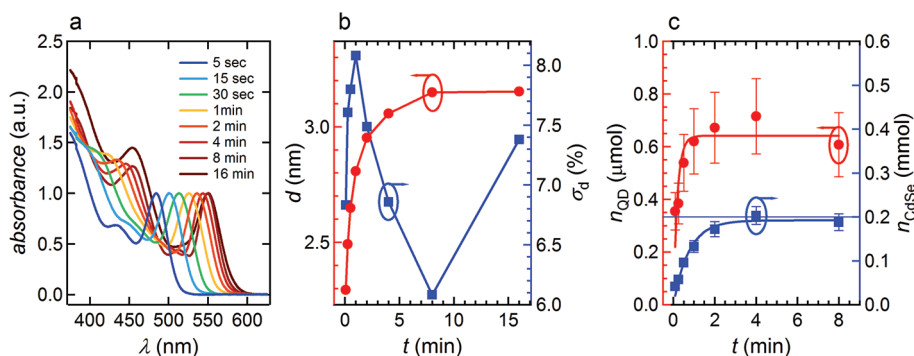 a
absorbance (a.u.)
2.5
2.0
1.5
1.0
0.5
0.0
5 sec
15 sec
30 sec
1min
2 min
4 min
8 min
16 min
400
450
500
550
600
λ (nm)
b
d (nm)
3.0
2.5
0
5
10
15
t (min)
8.0
7.5
7.0
6.5
6.0
σd (%)
c
nQD (μmol)
1.0
0.8
0.6
0.4
0.2
0.0
0
2
4
6
8
t (min)
0.6
0.5
0.4
0.3
0.2
0.1
0.0
nCdSe (mmol)